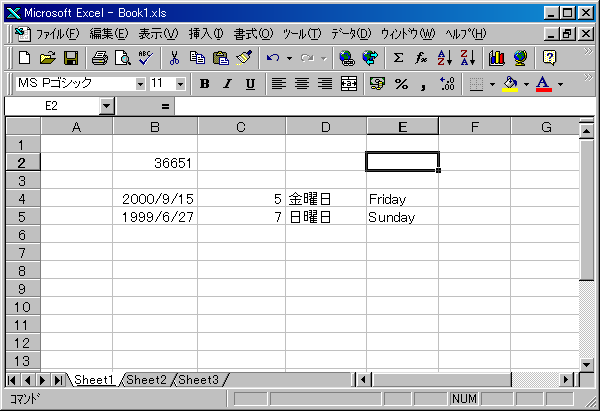 Microsoft Excel - Book1.xls
ファイル(F) 編集(E) 表示(V) 挿入(I) 書式(O) ツール(T) データ(D) ウィンドウ(W) ヘルプ(H)
Σ fx A Z Z A ?
ABC
MS Pゴシック 11 B I U % , A
E2 =
A B C D E F G
1
2 36651
3
4 2000/9/15 5 金曜日 Friday
5 1999/6/27 7 日曜日 Sunday
6
7
8
9
10
11
12
13
Sheet1 Sheet2 Sheet3
コマンド NUM